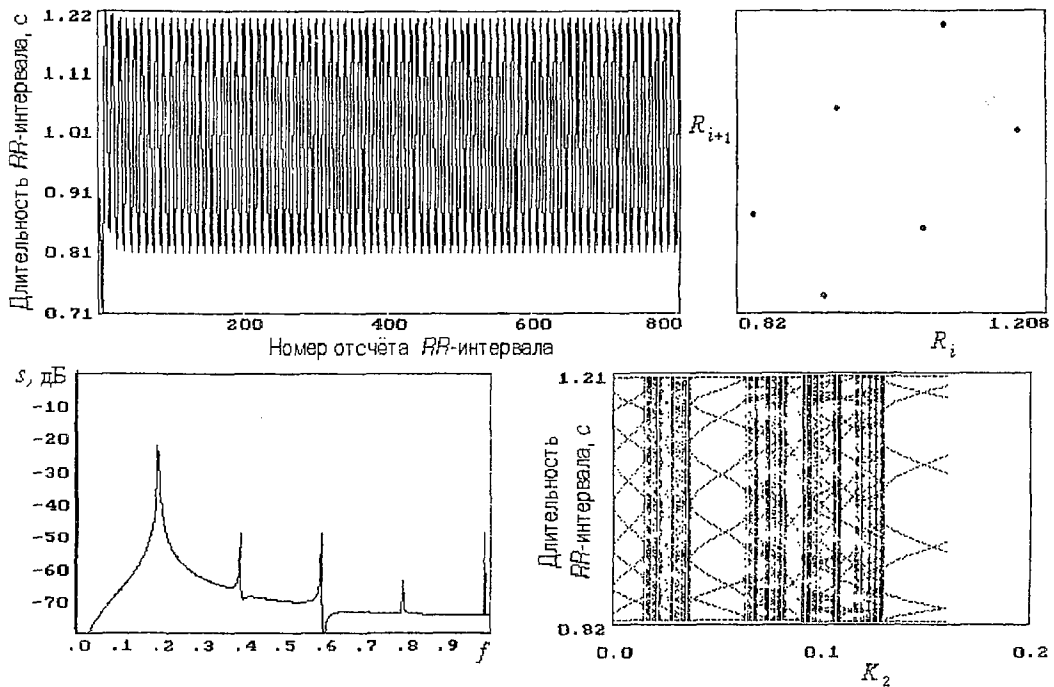 Длительность RR-интервала, с
1.22
1.11
1.01
0.91
0.81
0.71
200
400
600
800
Номер отсчёта RR-интервала
R_{i+1}
0.82
1.208
R_i
s, дБ
-10
-20
-30
-40
-50
-60
-70
.0 .1 .2 .3 .4 .5 .6 .7 .8 .9 f
Длительность
RR-интервала, с
1.21
0.82
0.0
0.1
0.2
K_2